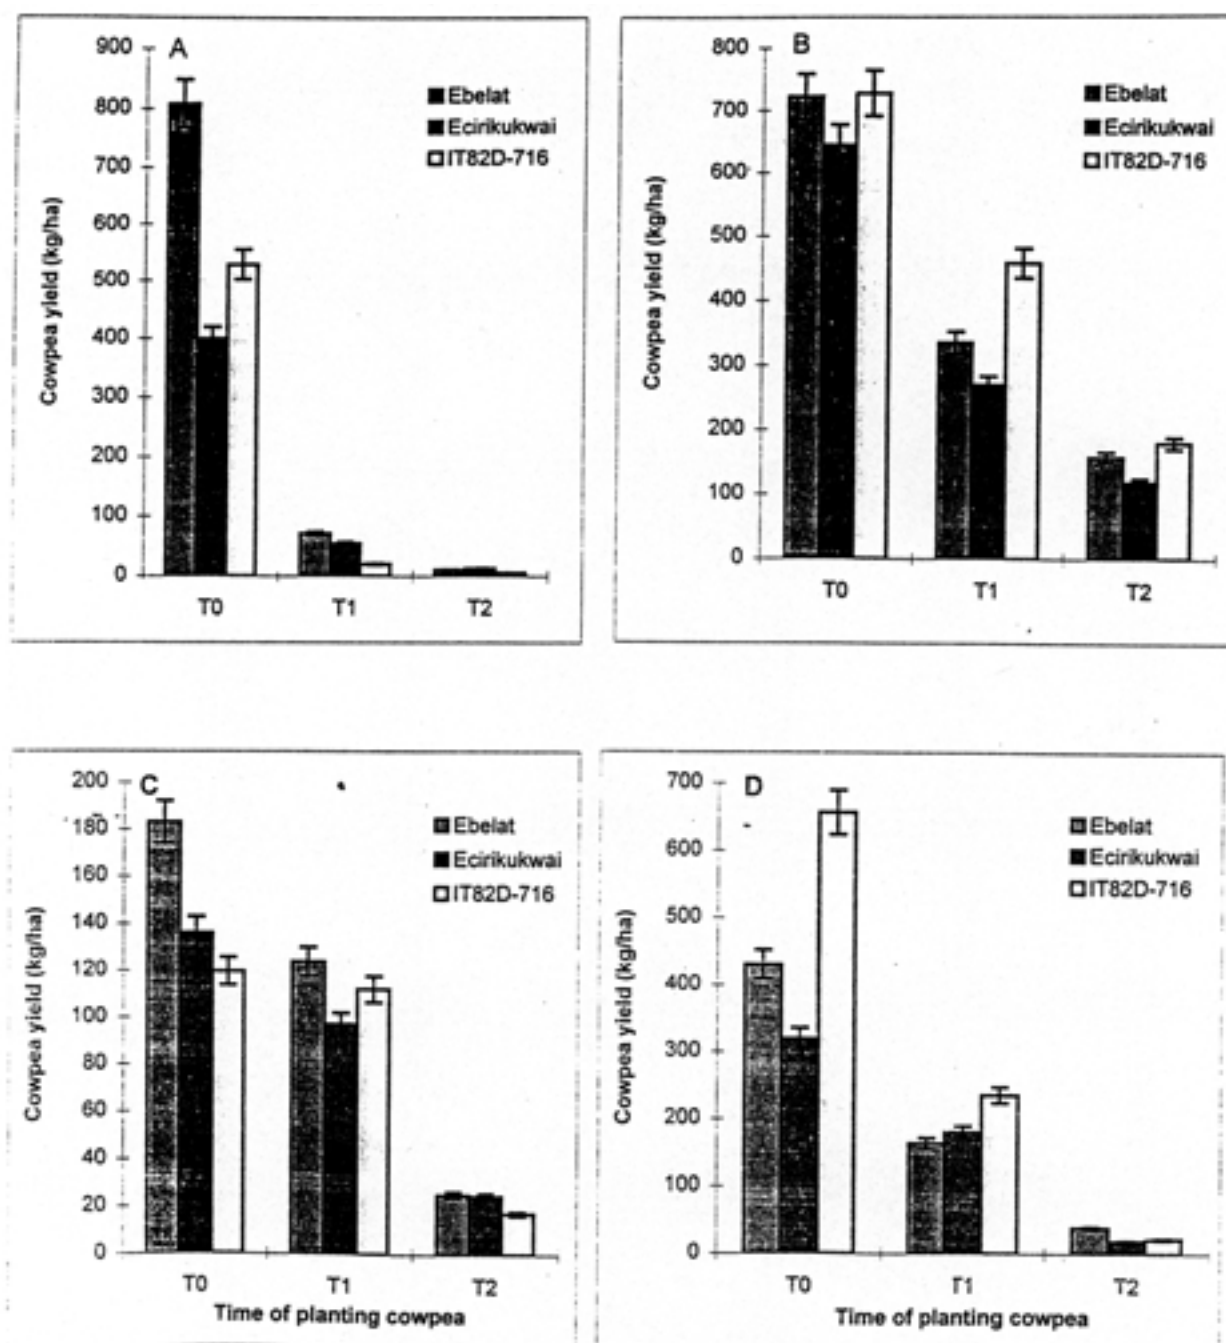 A
900
800
700
600
500
400
300
200
100
0
Cowpea yield (kg/ha)
Ebelat
Ecirikukwai
IT82D-716
T0 T1 T2
B
800
700
600
500
400
300
200
100
0
Cowpea yield (kg/ha)
Ebelat
Ecirikukwai
IT82D-716
T0 T1 T2
C
200
180
160
140
120
100
80
60
40
20
0
Cowpea yield (kg/ha)
Ebelat
Ecirikukwai
IT82D-716
T0 T1 T2
Time of planting cowpea
D
700
600
500
400
300
200
100
0
Cowpea yield (kg/ha)
Ebelat
Ecirikukwai
IT82D-716
T0 T1 T2
Time of planting cowpea